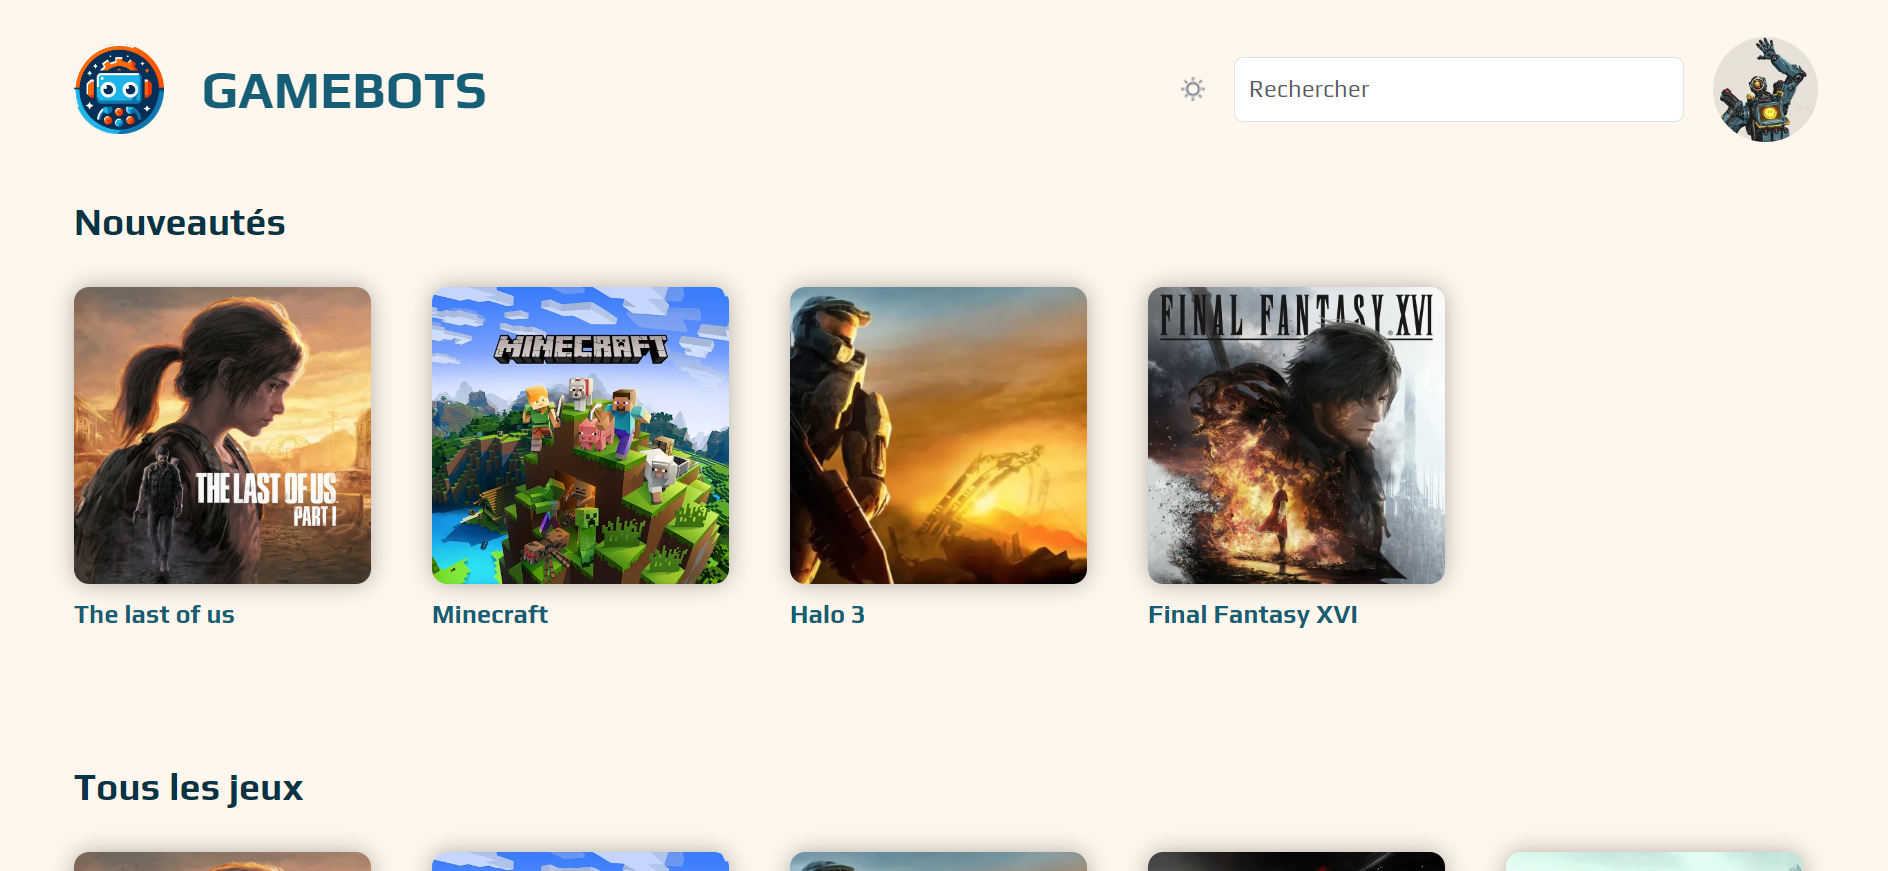 GAMEBOTS
Rechercher
Nouveautés
THE LAST OF US
PART I
MINECRAFT
FINAL FANTASY XVI
The last of us
Minecraft
Halo 3
Final Fantasy XVI
Tous les jeux